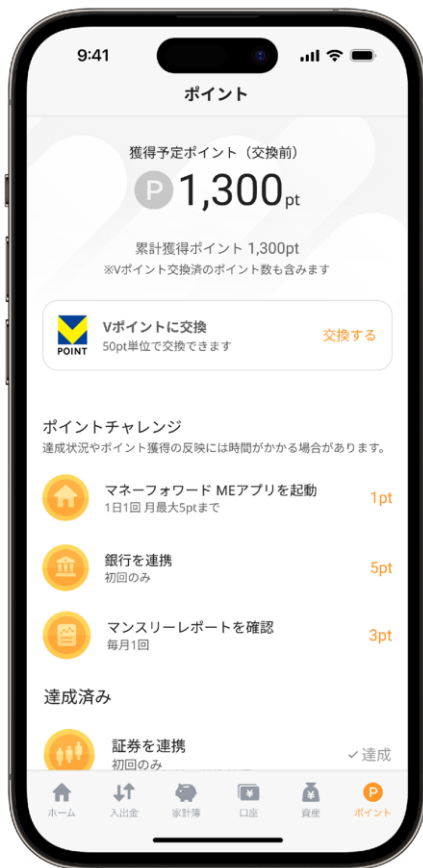 9:41
ポイント
獲得予定ポイント（交換前）
P 1,300pt
累計獲得ポイント 1,300pt
※Vポイント交換済のポイント数も含みます
Vポイントに交換
50pt単位で交換できます
交換する
POINT
ポイントチャレンジ
達成状況やポイント獲得の反映には時間がかかる場合があります。
マネーフォワード MEアプリを起動
1日1回 月最大5ptまで
1pt
銀行を連携
初回のみ
5pt
マンスリーレポートを確認
毎月1回
3pt
達成済み
証券を連携
初回のみ
✓達成
ホーム 入出金 家計簿 口座 資産 ポイント